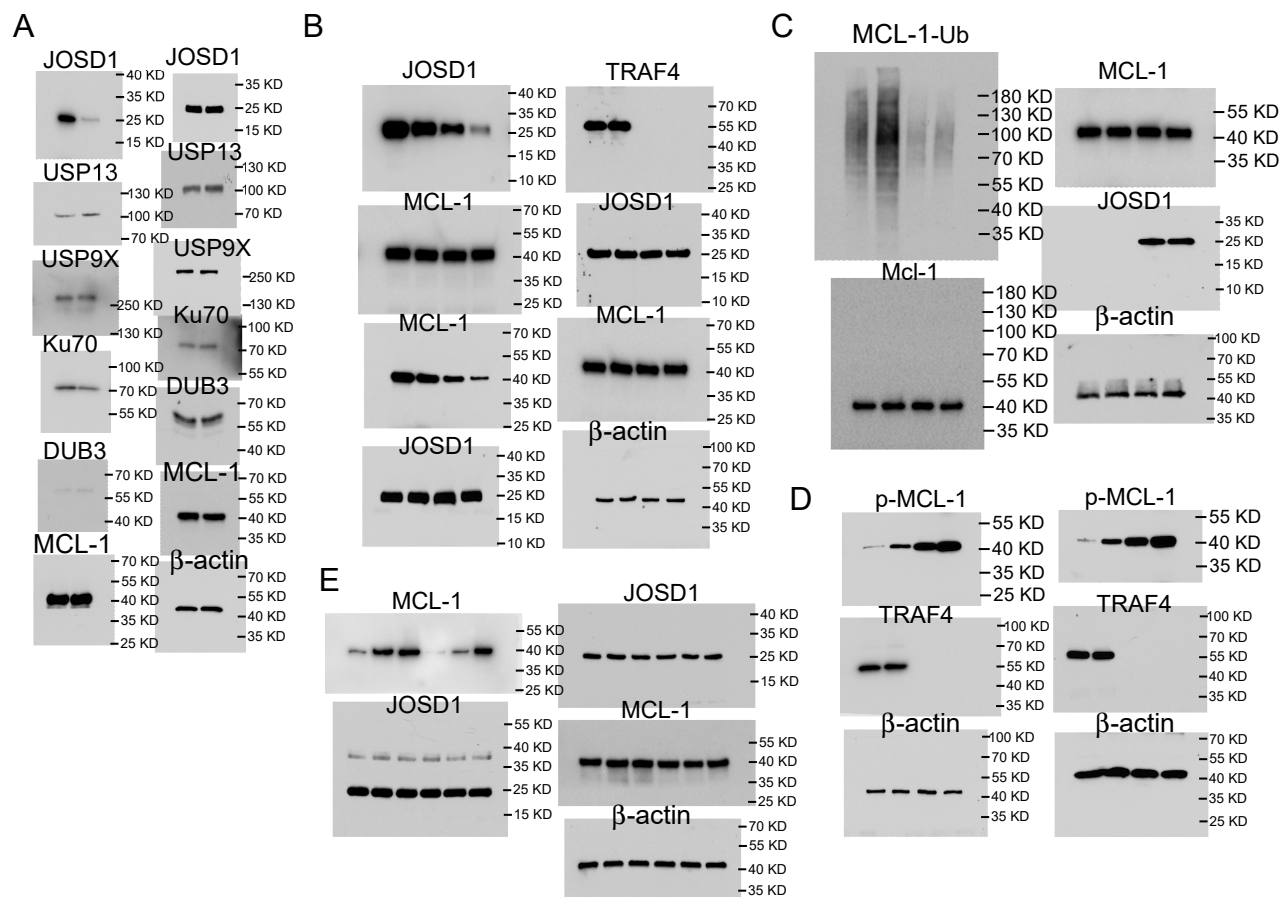 A
JOSD1
40 KD
35 KD
25 KD
15 KD
USP13
130 KD
100 KD
70 KD
USP9X
250 KD
130 KD
Ku70
100 KD
70 KD
55 KD
DUB3
70 KD
55 KD
40 KD
MCL-1
70 KD
55 KD
40 KD
35 KD
25 KD
JOSD1
35 KD
25 KD
15 KD
USP13
130 KD
100 KD
70 KD
USP9X
250 KD
130 KD
Ku70
100 KD
70 KD
55 KD
DUB3
70 KD
55 KD
40 KD
MCL-1
70 KD
55 KD
40 KD
35 KD
β-actin
70 KD
55 KD
40 KD
35 KD
B
JOSD1
40 KD
35 KD
25 KD
15 KD
10 KD
MCL-1
70 KD
55 KD
40 KD
35 KD
25 KD
MCL-1
70 KD
55 KD
40 KD
35 KD
25 KD
JOSD1
40 KD
35 KD
25 KD
15 KD
10 KD
TRAF4
70 KD
55 KD
40 KD
35 KD
JOSD1
40 KD
35 KD
25 KD
15 KD
10 KD
MCL-1
70 KD
55 KD
40 KD
35 KD
25 KD
β-actin
100 KD
70 KD
55 KD
40 KD
35 KD
C
MCL-1-Ub
180 KD
130 KD
100 KD
70 KD
55 KD
40 KD
35 KD
Mcl-1
180 KD
130 KD
100 KD
70 KD
55 KD
40 KD
35 KD
MCL-1
55 KD
40 KD
35 KD
JOSD1
35 KD
25 KD
15 KD
10 KD
β-actin
100 KD
70 KD
55 KD
40 KD
35 KD
D
p-MCL-1
55 KD
40 KD
35 KD
25 KD
TRAF4
100 KD
70 KD
55 KD
40 KD
35 KD
β-actin
100 KD
70 KD
55 KD
40 KD
35 KD
p-MCL-1
55 KD
40 KD
35 KD
TRAF4
100 KD
70 KD
55 KD
40 KD
35 KD
β-actin
70 KD
55 KD
40 KD
35 KD
25 KD
E
MCL-1
55 KD
40 KD
35 KD
25 KD
JOSD1
55 KD
40 KD
35 KD
25 KD
15 KD
JOSD1
40 KD
35 KD
25 KD
15 KD
MCL-1
55 KD
40 KD
35 KD
25 KD
β-actin
70 KD
55 KD
40 KD
35 KD